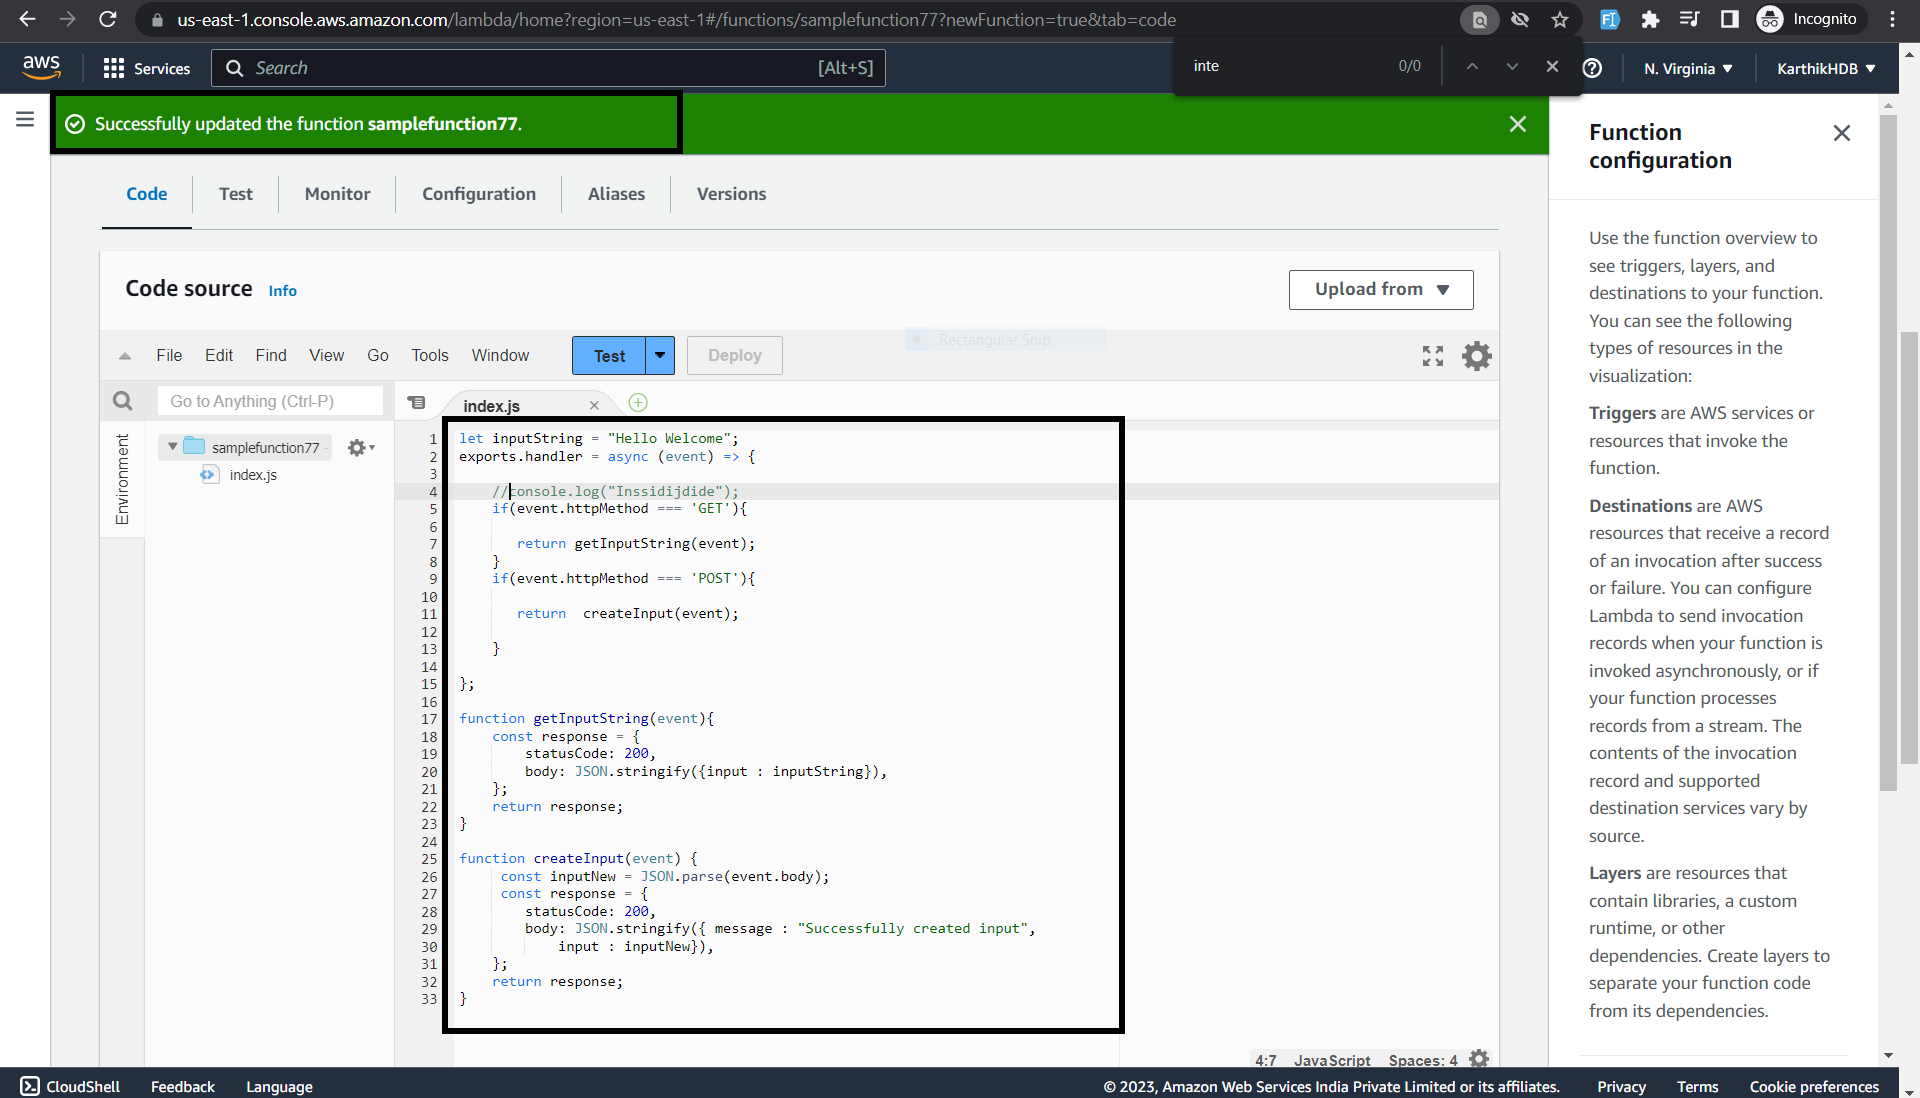 us-east-1.console.aws.amazon.com/lambda/home?region=us-east-1#/functions/samplefunction77?newFunction=true&tab=code
Incognito
aws
Services
Search
[Alt+S]
inte
0/0
N. Virginia
KarthikHDB
Successfully updated the function samplefunction77.
Code
Test
Monitor
Configuration
Aliases
Versions
Code source Info
Upload from
File Edit Find View Go Tools Window
Test
Deploy
Rectangular Snip
Go to Anything (Ctrl-P)
Environment
samplefunction77
index.js
index.js
1 let inputString = "Hello Welcome";
2 exports.handler = async (event) => {
3
4 //console.log("Inssidijdide");
5 if(event.httpMethod === 'GET'){
6
7 return getInputString(event);
8 }
9 if(event.httpMethod === 'POST'){
10
11 return  createInput(event);
12
13 }
14
15 };
16
17 function getInputString(event){
18 const response = {
19 statusCode: 200,
20 body: JSON.stringify({input : inputString}),
21 };
22 return response;
23 }
24
25 function createInput(event) {
26 const inputNew = JSON.parse(event.body);
27 const response = {
28 statusCode: 200,
29 body: JSON.stringify({ message : "Successfully created input",
30 input : inputNew}),
31 };
32 return response;
33 }
4:7 JavaScript Spaces: 4
Function
configuration
Use the function overview to
see triggers, layers, and
destinations to your function.
You can see the following
types of resources in the
visualization:
Triggers are AWS services or
resources that invoke the
function.
Destinations are AWS
resources that receive a record
of an invocation after success
or failure. You can configure
Lambda to send invocation
records when your function is
invoked asynchronously, or if
your function processes
records from a stream. The
contents of the invocation
record and supported
destination services vary by
source.
Layers are resources that
contain libraries, a custom
runtime, or other
dependencies. Create layers to
separate your function code
from its dependencies.
CloudShell
Feedback
Language
© 2023, Amazon Web Services India Private Limited or its affiliates.
Privacy
Terms
Cookie preferences